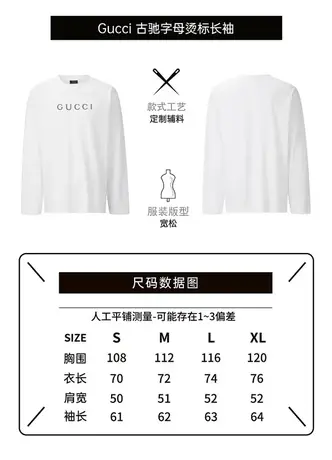 Gucci 古驰字母烫标长袖
GUCCI
款式工艺
定制辅料
服装版型
宽松
尺码数据图
人工平铺测量-可能存在1~3偏差
SIZE S M L XL
胸围 108 112 116 120
衣长 70 72 74 76
肩宽 50 51 52 52
袖长 61 62 63 64